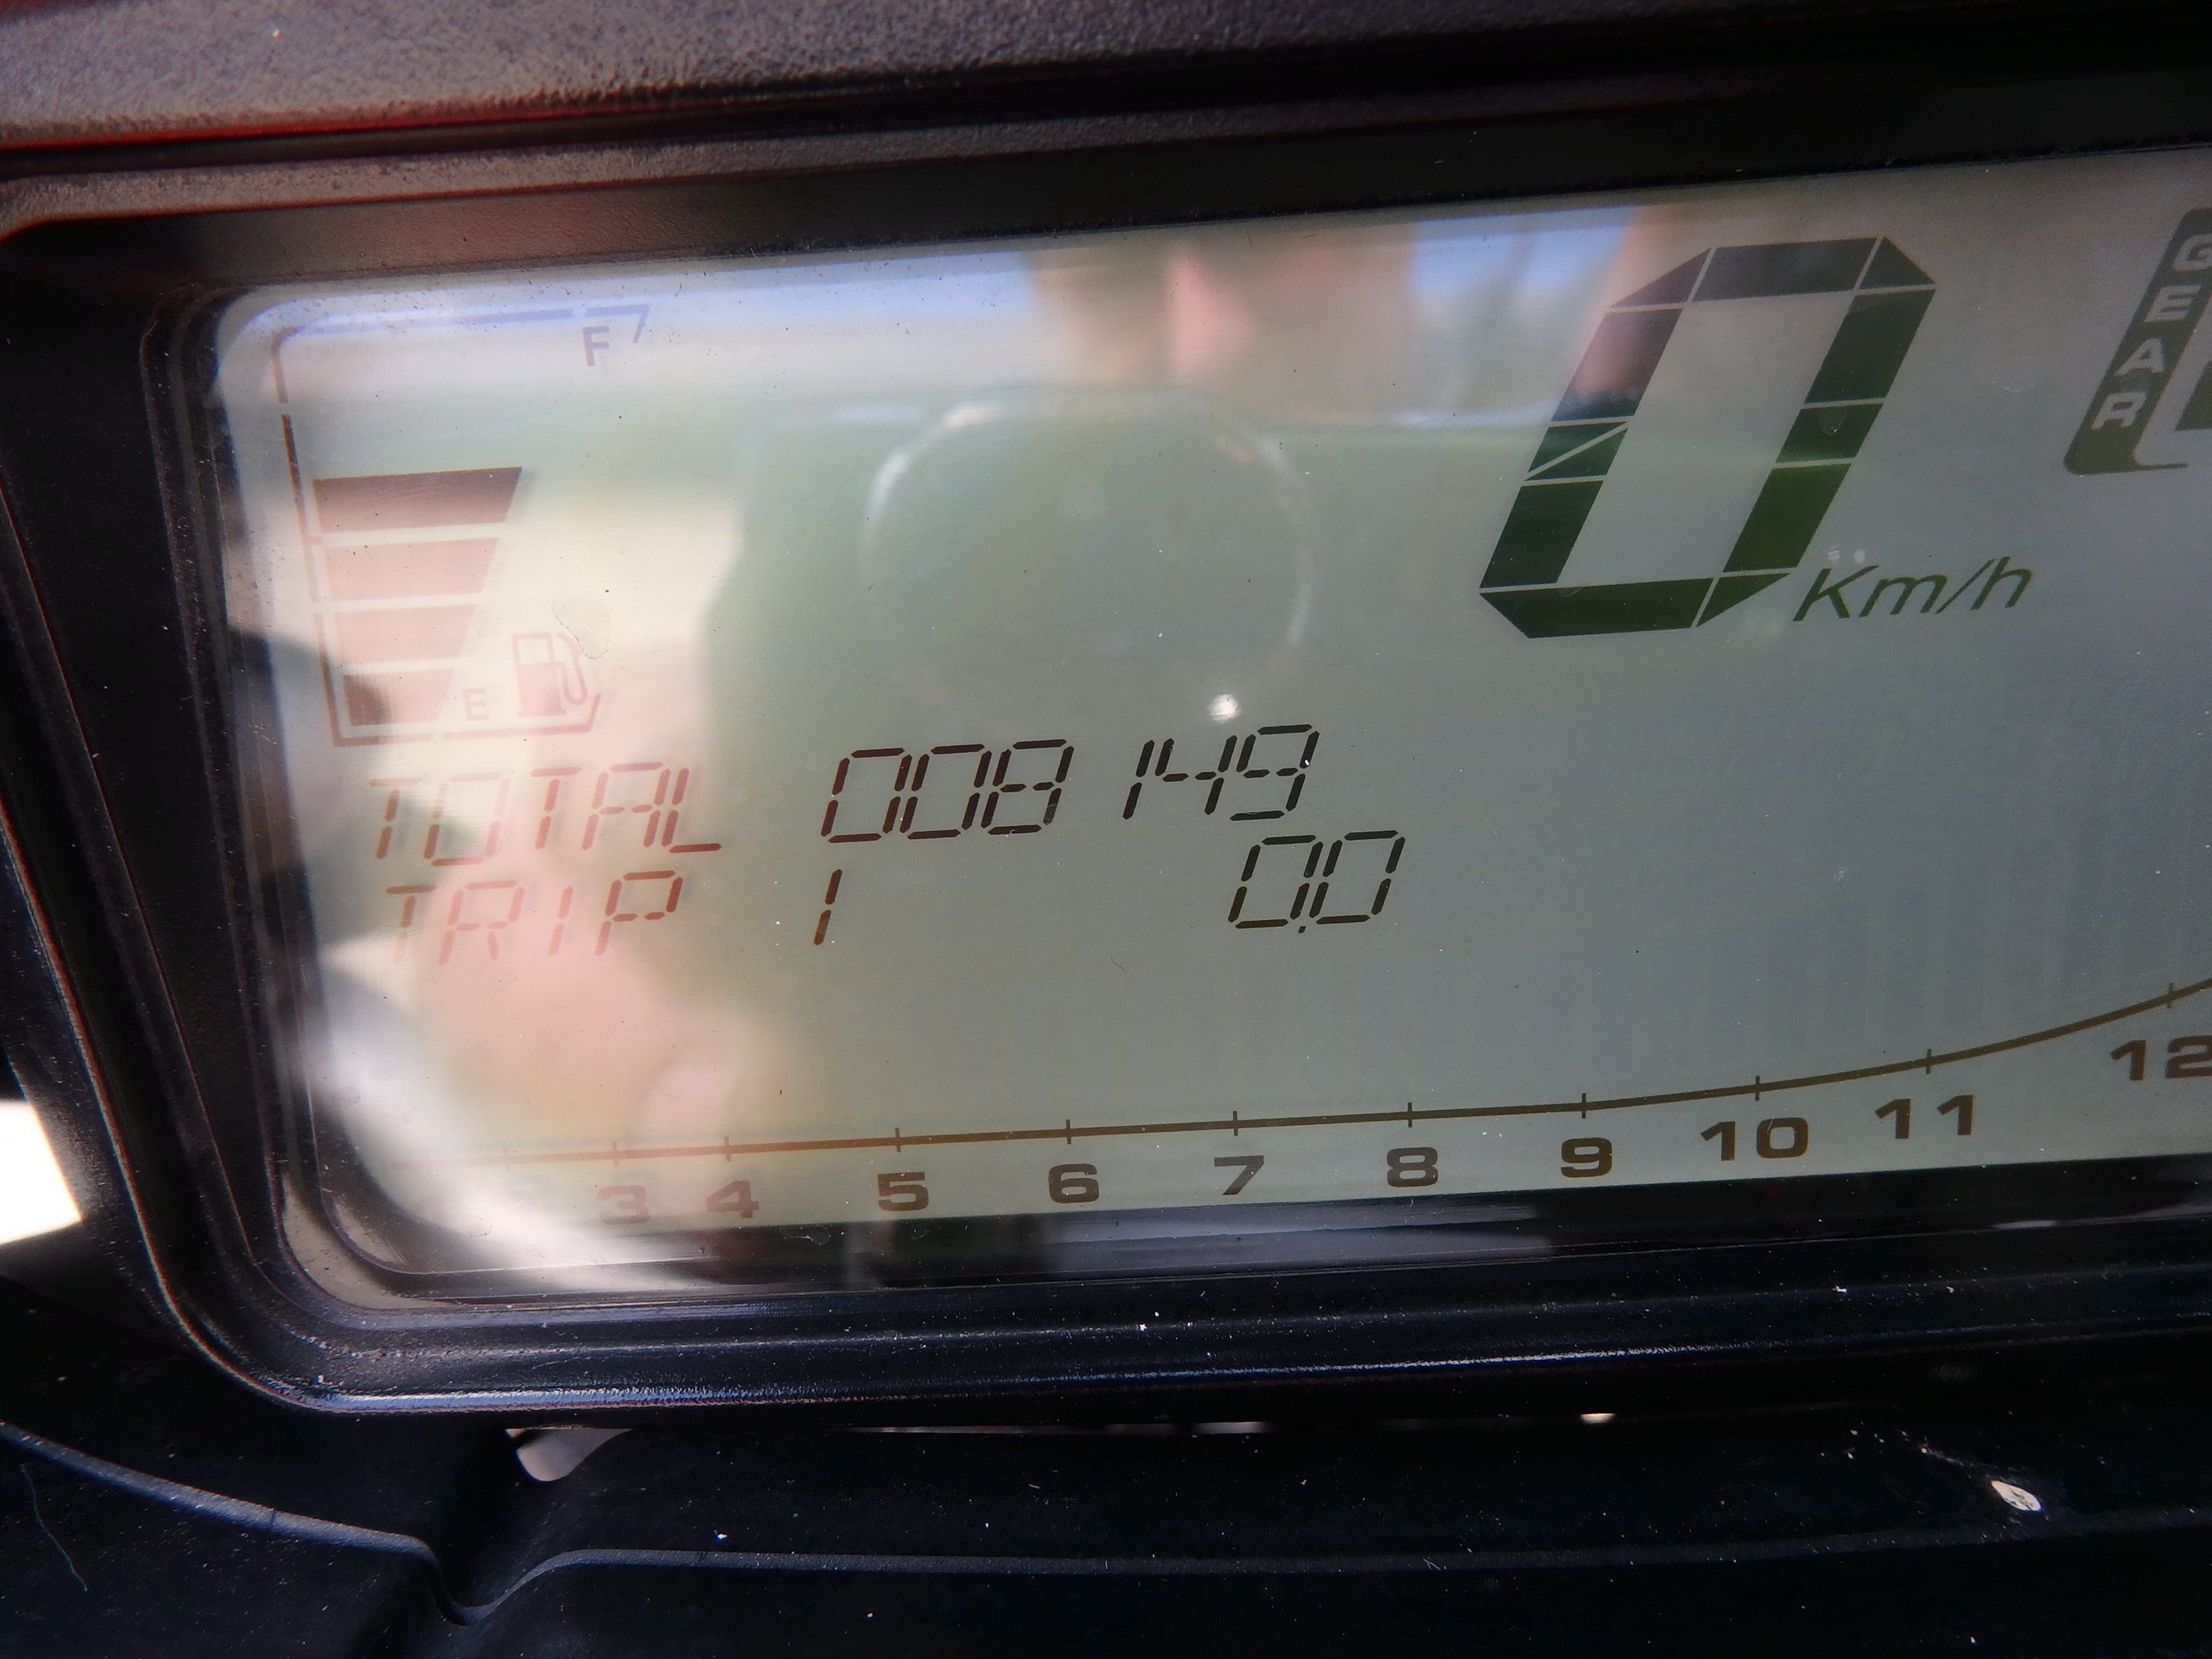 F
0
Km/h
GEAR
E
TOTAL 008149
TRIP 1 0.0
3 4 5 6 7 8 9 10 11 12